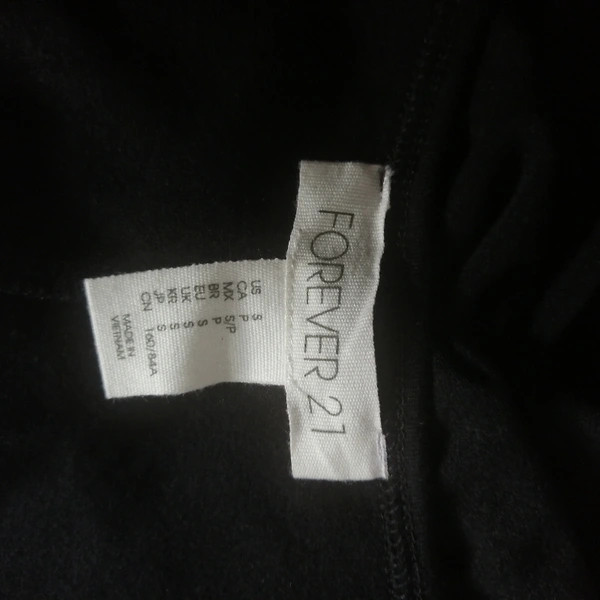 FOREVER 21
US S
CA P
MX S/P
BR P
EU S
UK S
KR S
JP S
CN 160/84A
MADE IN
VIETNAM